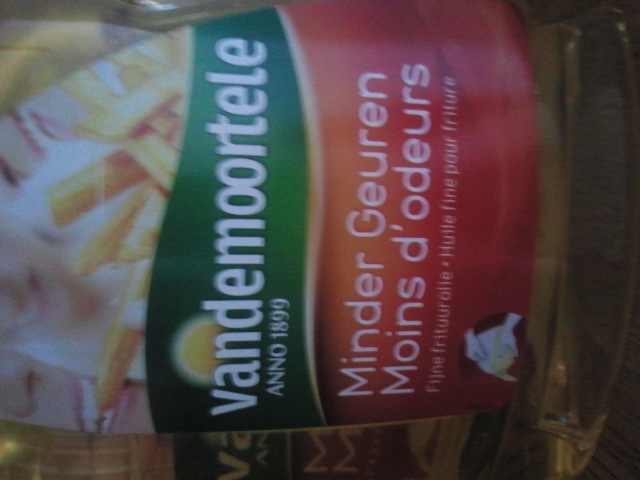 Vandemoortele
ANNO 1899
Minder Geuren
Moins d'odeurs
Fijne frituurolie • Huile fine pour friture